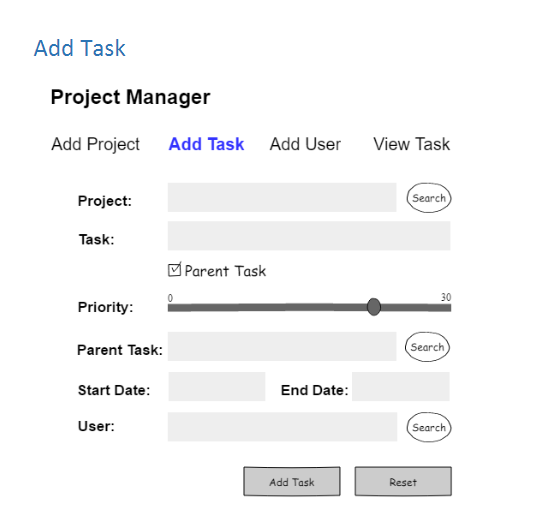 Add Task
Project Manager
Add Project Add Task Add User View Task
Project: Search
Task:
Parent Task
0 30
Priority:
Parent Task: Search
Start Date: End Date:
User: Search
Add Task Reset